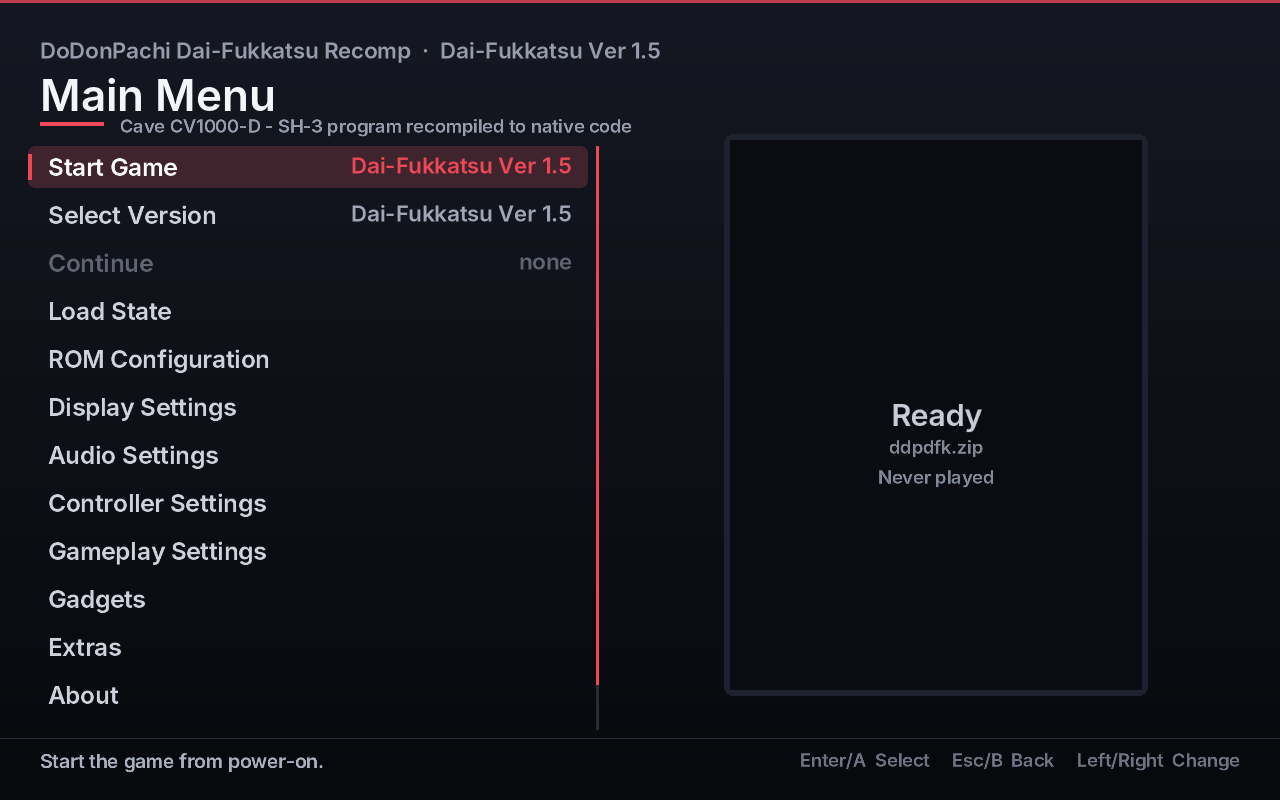 DoDonPachi Dai-Fukkatsu Recomp · Dai-Fukkatsu Ver 1.5
Main Menu
Cave CV1000-D - SH-3 program recompiled to native code
Start Game Dai-Fukkatsu Ver 1.5
Select Version Dai-Fukkatsu Ver 1.5
Continue none
Load State
ROM Configuration
Display Settings
Audio Settings
Controller Settings
Gameplay Settings
Gadgets
Extras
About
Ready
ddpdfk.zip
Never played
Start the game from power-on.
Enter/A Select Esc/B Back Left/Right Change